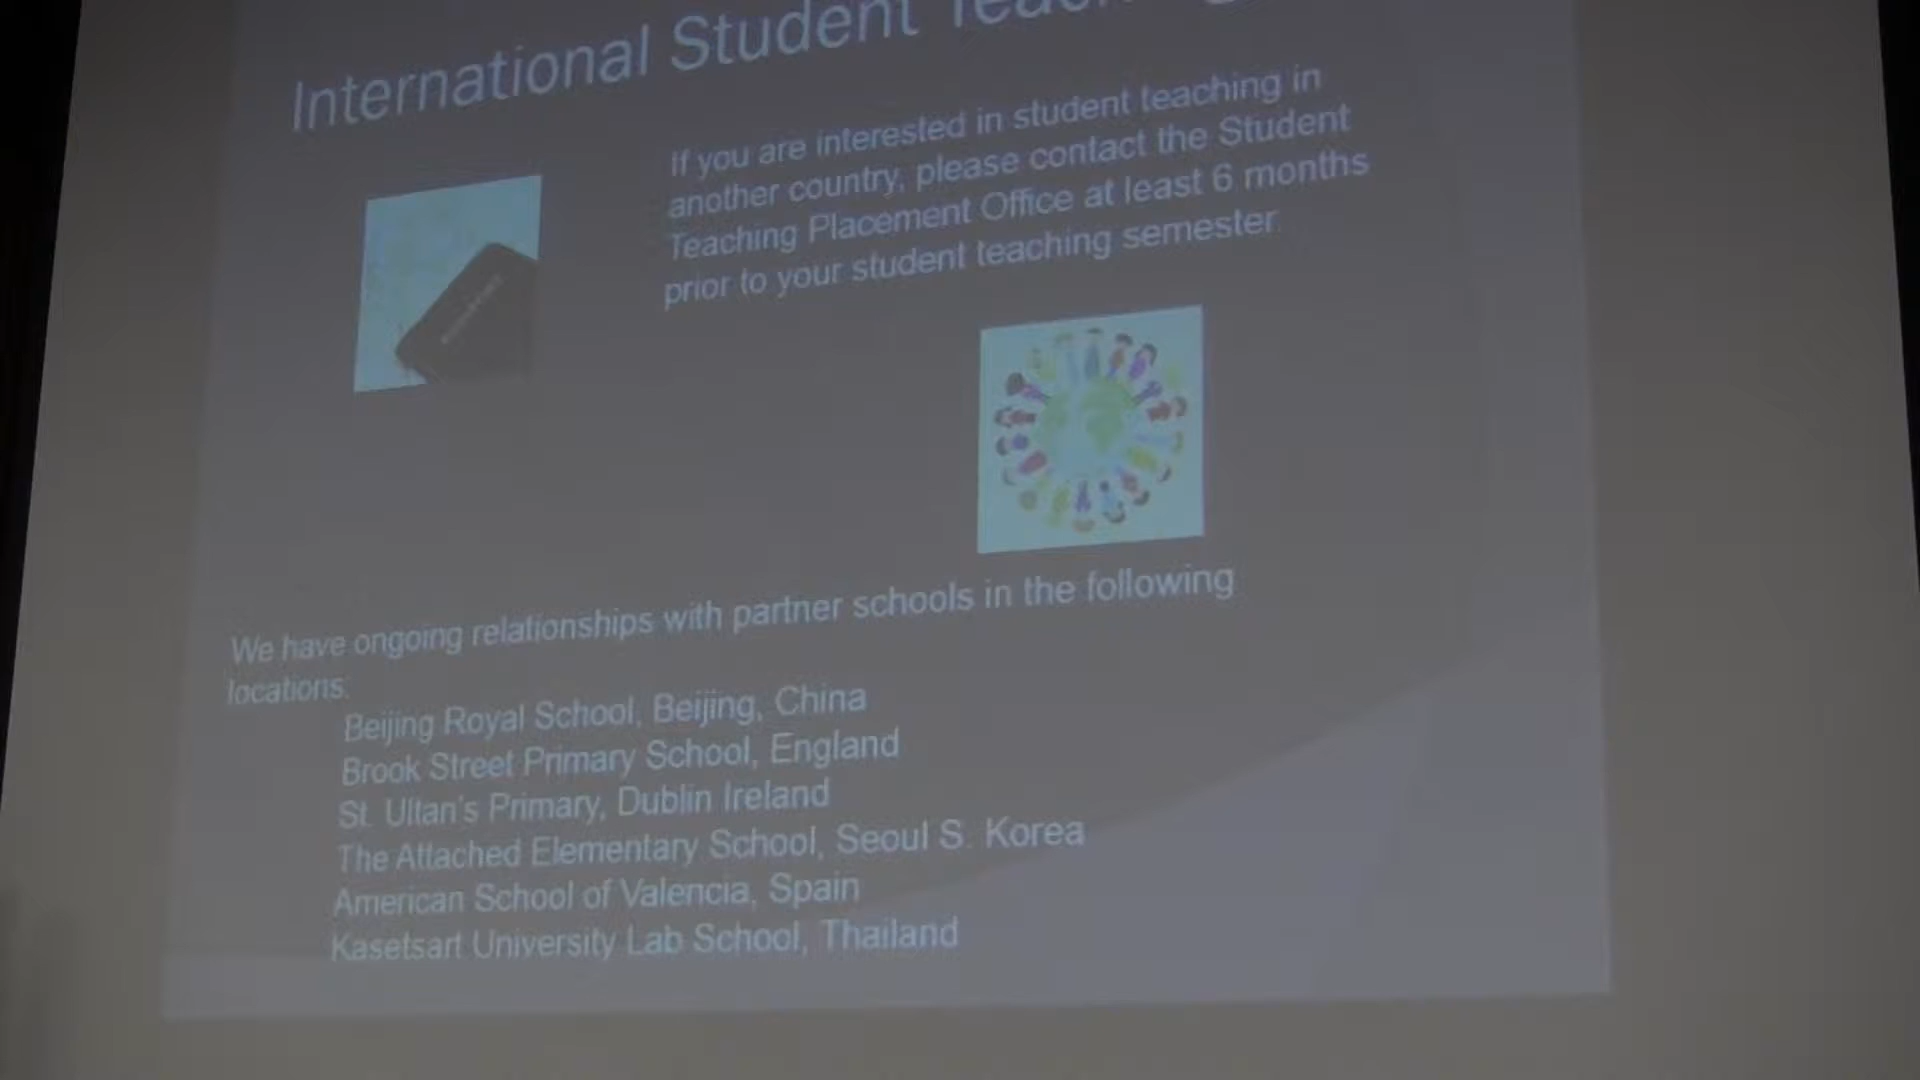 International Student Teaching
If you are interested in student teaching in
another country, please contact the Student
Teaching Placement Office at least 6 months
prior to your student teaching semester.
We have ongoing relationships with partner schools in the following
locations:
Beijing Royal School, Beijing, China
Brook Street Primary School, England
St. Ultan's Primary, Dublin Ireland
The Attached Elementary School, Seoul S. Korea
American School of Valencia, Spain
Kasetsart University Lab School, Thailand